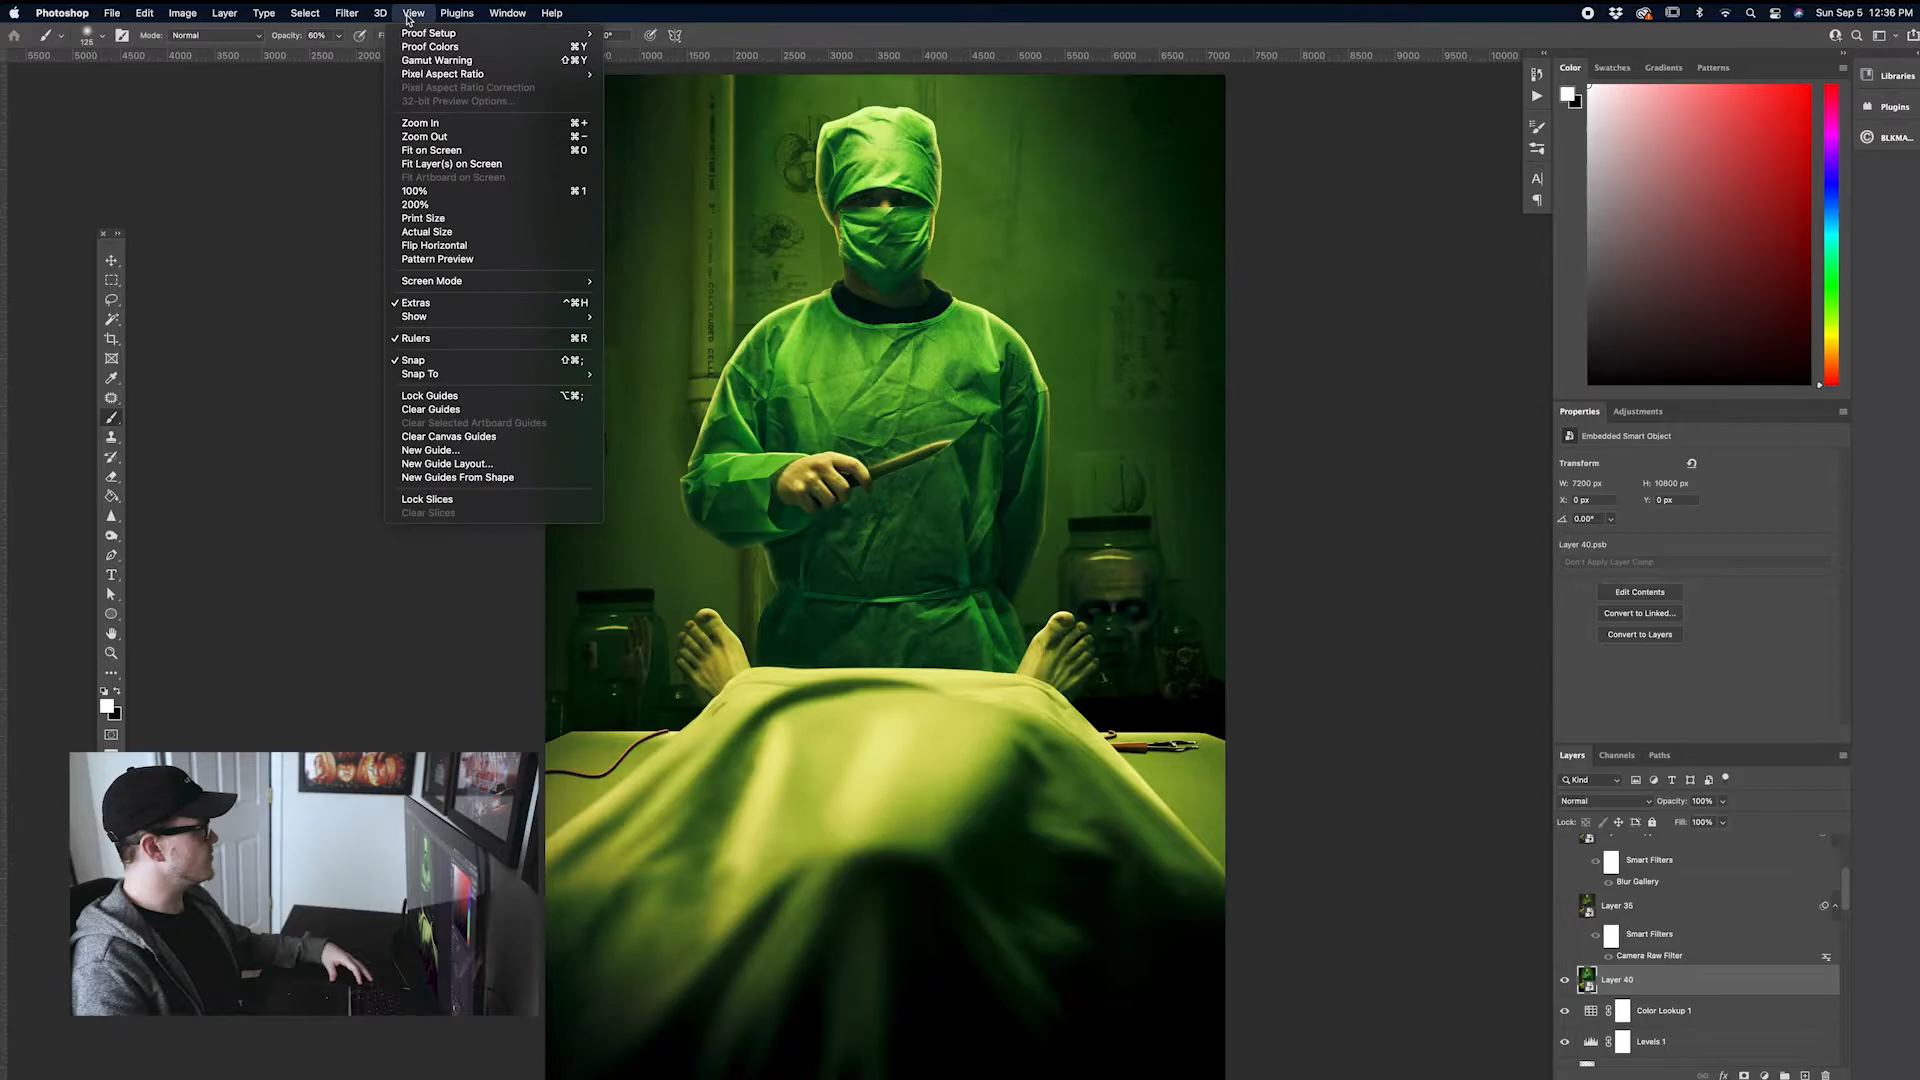 Photoshop File Edit Image Layer Type Select Filter 3D View Plugins Window Help Sun Sep 5 12:36 PM
125 Mode: Normal Opacity: 60%
5500 5000 4500 4000 3500 3000 2500 2000 1000 1500 2000 2500 3000 3500 4000 4500 5000 5500 6000 6500 7000 7500 8000 8500 9000 9500 10000
Proof Setup
Proof Colors ⌘Y
Gamut Warning ⇧⌘Y
Pixel Aspect Ratio
Pixel Aspect Ratio Correction
32-bit Preview Options...
Zoom In ⌘+
Zoom Out ⌘−
Fit on Screen ⌘0
Fit Layer(s) on Screen
Fit Artboard on Screen
100% ⌘1
200%
Print Size
Actual Size
Flip Horizontal
Pattern Preview
Screen Mode
✓ Extras ^⌘H
Show
✓ Rulers ⌘R
✓ Snap ⇧⌘;
Snap To
Lock Guides ⌥⌘;
Clear Guides
Clear Selected Artboard Guides
Clear Canvas Guides
New Guide...
New Guide Layout...
New Guides From Shape
Lock Slices
Clear Slices
Color Swatches Gradients Patterns
Libraries
Plugins
BLKMA...
Properties Adjustments
Embedded Smart Object
Transform
W: 7200 px H: 10800 px
X: 0 px Y: 0 px
0.00°
Layer 40.psb
Don't Apply Layer Comp
Edit Contents
Convert to Linked...
Convert to Layers
Layers Channels Paths
Kind
Normal Opacity: 100%
Lock: Fill: 100%
Smart Filters
Blur Gallery
Layer 35
Smart Filters
Camera Raw Filter
Layer 40
Color Lookup 1
Levels 1